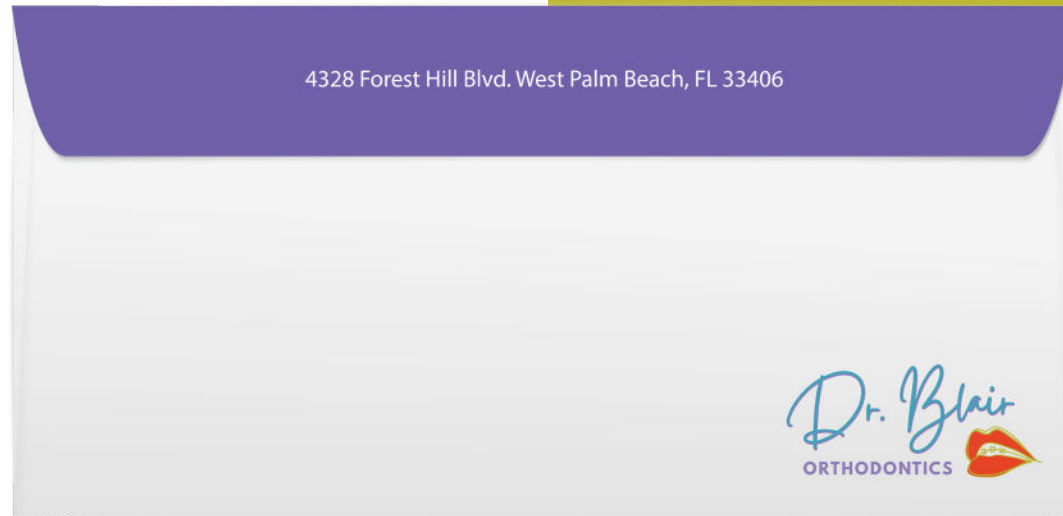 4328 Forest Hill Blvd. West Palm Beach, FL 33406
Dr. Blair
ORTHODONTICS